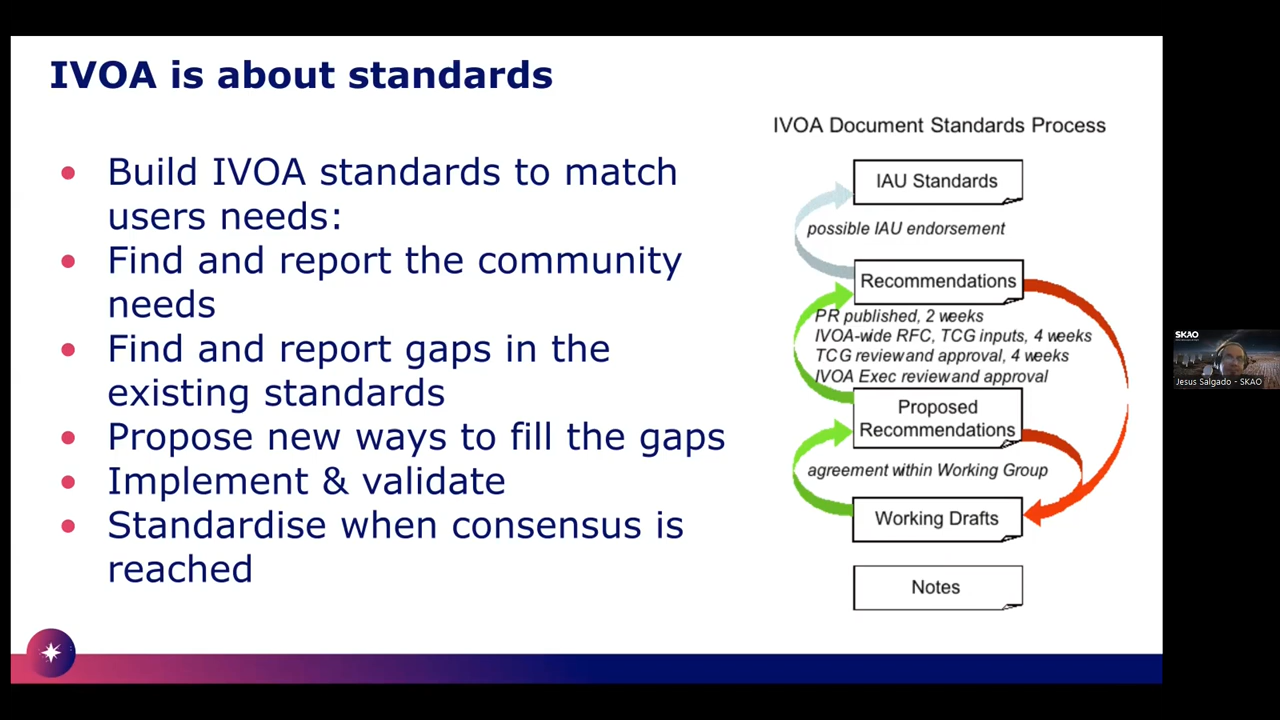 IVOA is about standards
• Build IVOA standards to match
users needs:
• Find and report the community
needs
• Find and report gaps in the
existing standards
• Propose new ways to fill the gaps
• Implement & validate
• Standardise when consensus is
reached
IVOA Document Standards Process
IAU Standards
possible IAU endorsement
Recommendations
PR published, 2 weeks
IVOA-wide RFC, TCG inputs, 4 weeks
TCG review and approval, 4 weeks
IVOA Exec review and approval
Proposed
Recommendations
agreement within Working Group
Working Drafts
Notes
SKAO
Jesus Salgado - SKAO